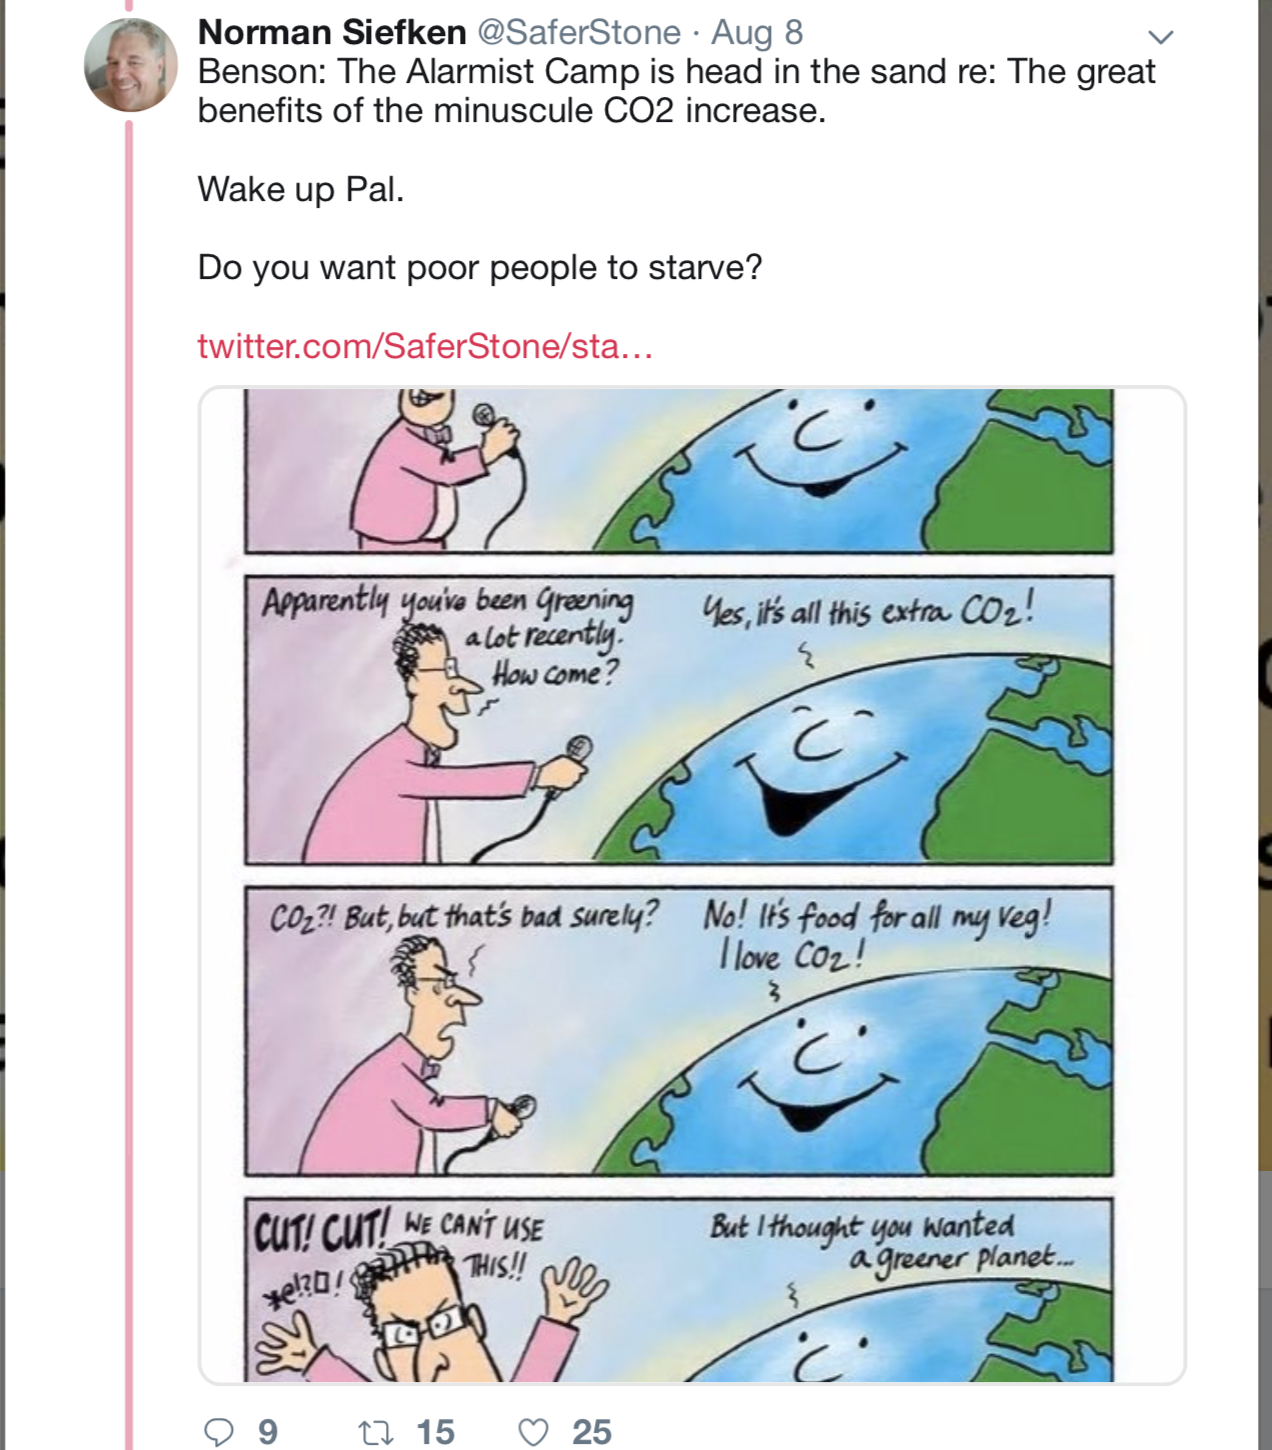 Norman Siefken @SaferStone · Aug 8
Benson: The Alarmist Camp is head in the sand re: The great
benefits of the minuscule CO2 increase.
Wake up Pal.
Do you want poor people to starve?
twitter.com/SaferStone/sta...
Apparently you've been Greening
a lot recently.
How come?
Yes, it's all this extra CO₂!
CO₂?! But, but that's bad surely?
No! It's food for all my veg!
I love CO₂!
CUT! CUT! WE CAN'T USE
THIS!!
*e!?□!
But I thought you wanted
a greener planet...
9 15 25